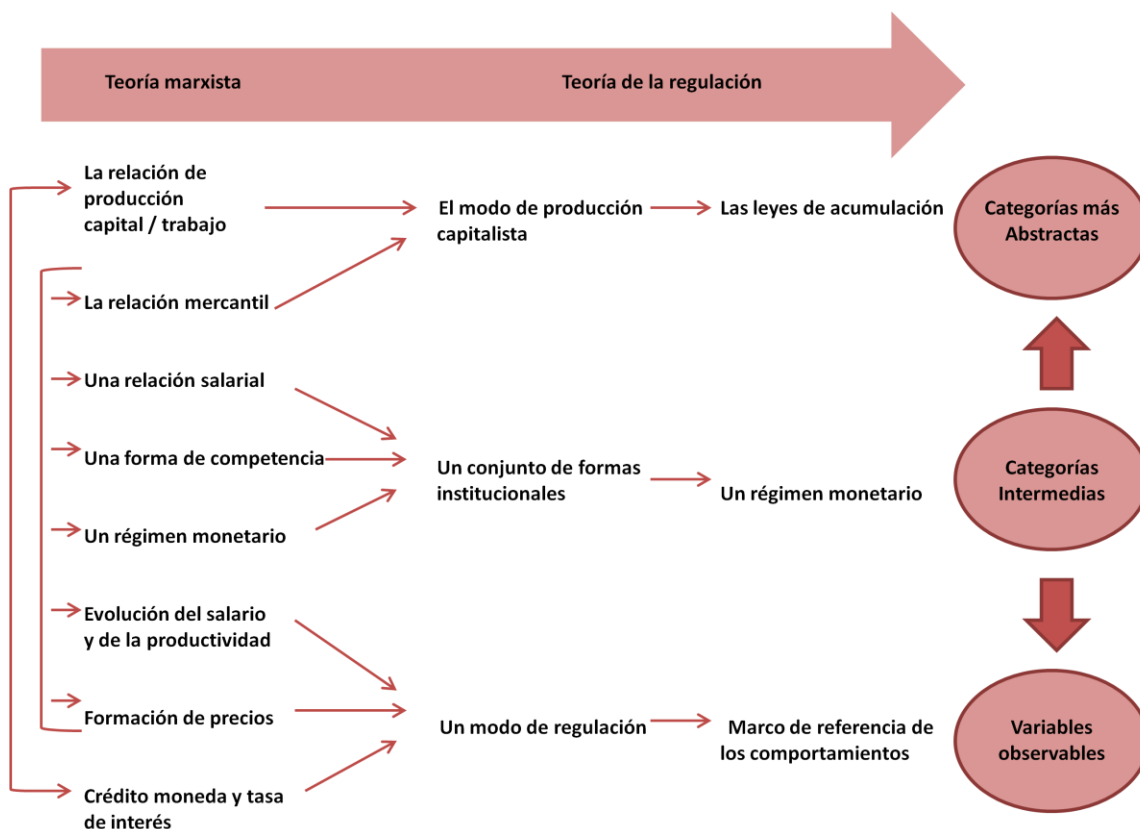 Teoría marxista
Teoría de la regulación
La relación de
producción
capital / trabajo
El modo de producción
capitalista
Las leyes de acumulación
Categorías más
Abstractas
La relación mercantil
Una relación salarial
Una forma de competencia
Un régimen monetario
Un conjunto de formas
institucionales
Un régimen monetario
Categorías
Intermedias
Evolución del salario
y de la productividad
Formación de precios
Crédito moneda y tasa
de interés
Un modo de regulación
Marco de referencia de
los comportamientos
Variables
observables